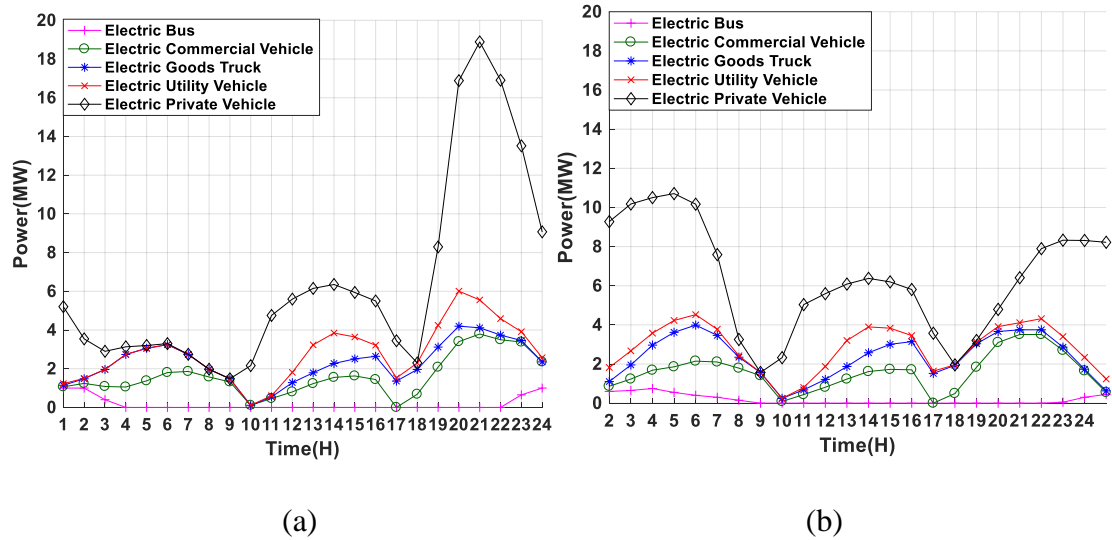 20
18
16
14
12
10
8
6
4
2
0
Power(MW)
Electric Bus
Electric Commercial Vehicle
Electric Goods Truck
Electric Utility Vehicle
Electric Private Vehicle
1 2 3 4 5 6 7 8 9 10 11 12 13 14 15 16 17 18 19 20 21 22 23 24
Time(H)
(a)
20
18
16
14
12
10
8
6
4
2
0
Power(MW)
Electric Bus
Electric Commercial Vehicle
Electric Goods Truck
Electric Utility Vehicle
Electric Private Vehicle
2 3 4 5 6 7 8 9 10 11 12 13 14 15 16 17 18 19 20 21 22 23 24
Time(H)
(b)